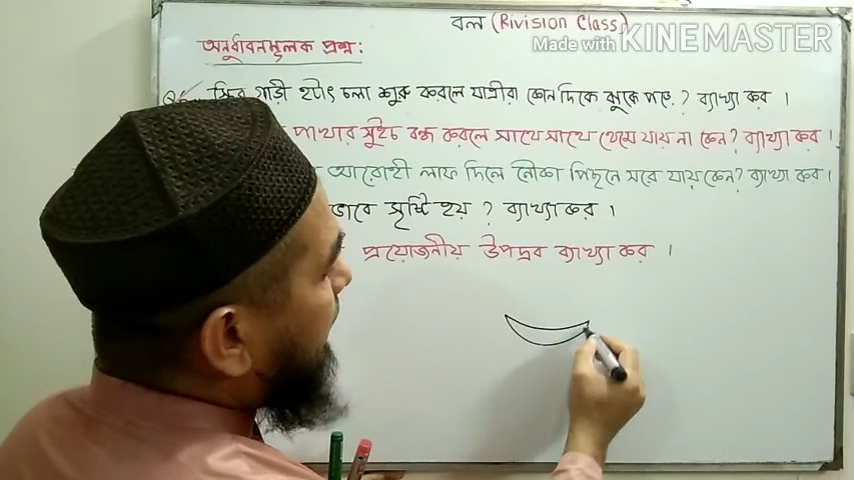 বল (Rivision Class)
Made with KINEMASTER
অনুধাবনমূলক প্রশ্ন:
স্থির গাড়ী হটাৎ চলা শুরু করলে যাত্রীরা কোন দিকে ঝুকে পড়ে? ব্যাখ্যা কর।
পাখার সুইচ বন্ধ করলে সাথে সাথে থেমে যায় না কেন? ব্যাখ্যা কর।
আরোহী লাফ দিলে নৌকা পিছনে সরে যায় কেন? ব্যাখ্যা কর।
ভাবে সৃষ্টি হয়? ব্যাখ্যা কর।
প্রয়োজনীয় উপদ্রব ব্যাখ্যা কর।